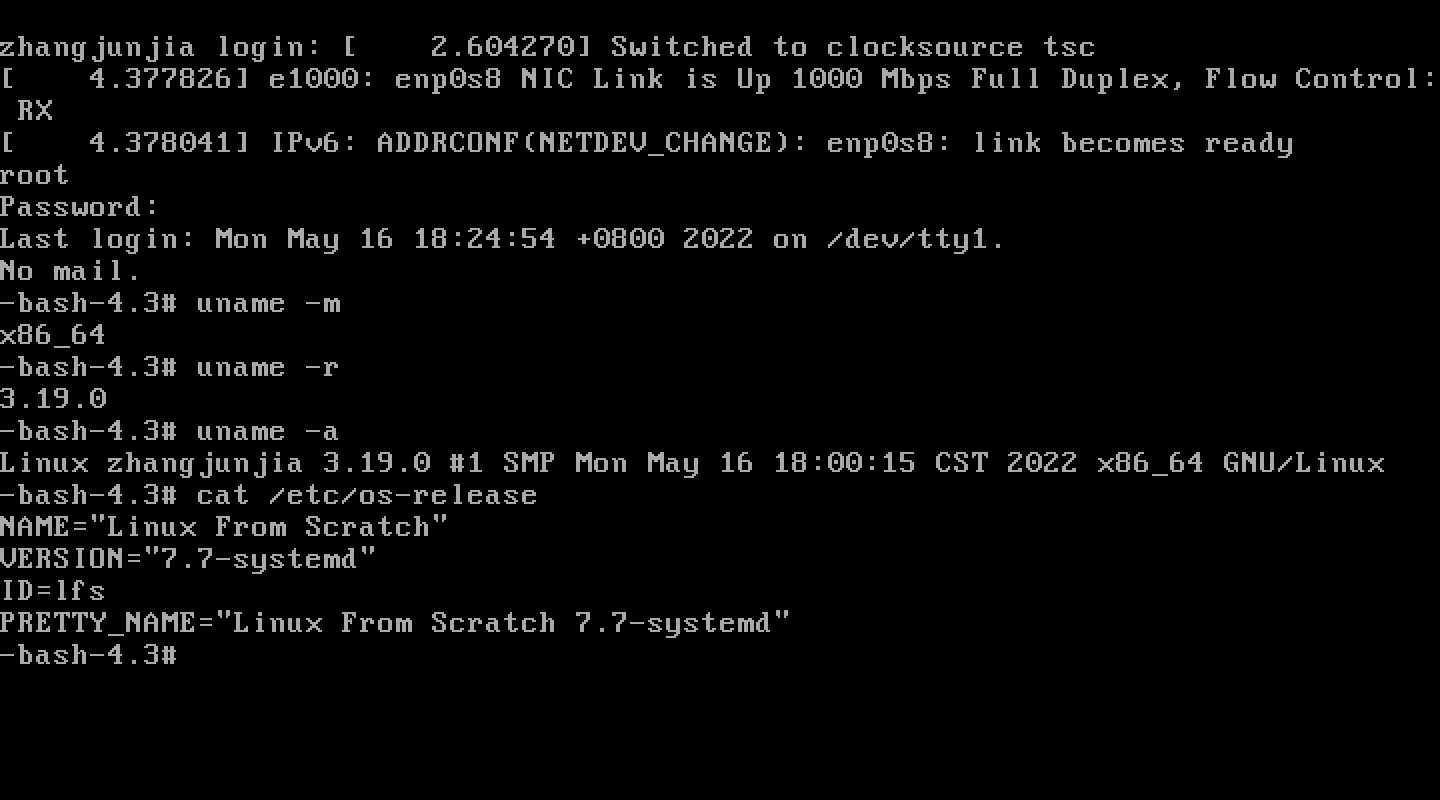 zhangjunjia login: [    2.604270] Switched to clocksource tsc
[    4.377826] e1000: enp0s8 NIC Link is Up 1000 Mbps Full Duplex, Flow Control:
 RX
[    4.378041] IPv6: ADDRCONF(NETDEV_CHANGE): enp0s8: link becomes ready
root
Password:
Last login: Mon May 16 18:24:54 +0800 2022 on /dev/tty1.
No mail.
-bash-4.3# uname -m
x86_64
-bash-4.3# uname -r
3.19.0
-bash-4.3# uname -a
Linux zhangjunjia 3.19.0 #1 SMP Mon May 16 18:00:15 CST 2022 x86_64 GNU/Linux
-bash-4.3# cat /etc/os-release
NAME="Linux From Scratch"
VERSION="7.7-systemd"
ID=lfs
PRETTY_NAME="Linux From Scratch 7.7-systemd"
-bash-4.3#